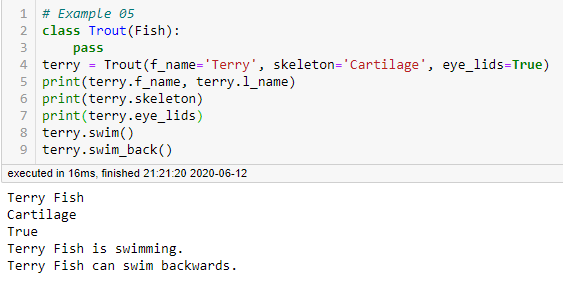 1 # Example 05
2 class Trout(Fish):
3     pass
4 terry = Trout(f_name='Terry', skeleton='Cartilage', eye_lids=True)
5 print(terry.f_name, terry.l_name)
6 print(terry.skeleton)
7 print(terry.eye_lids)
8 terry.swim()
9 terry.swim_back()
executed in 16ms, finished 21:21:20 2020-06-12
Terry Fish
Cartilage
True
Terry Fish is swimming.
Terry Fish can swim backwards.